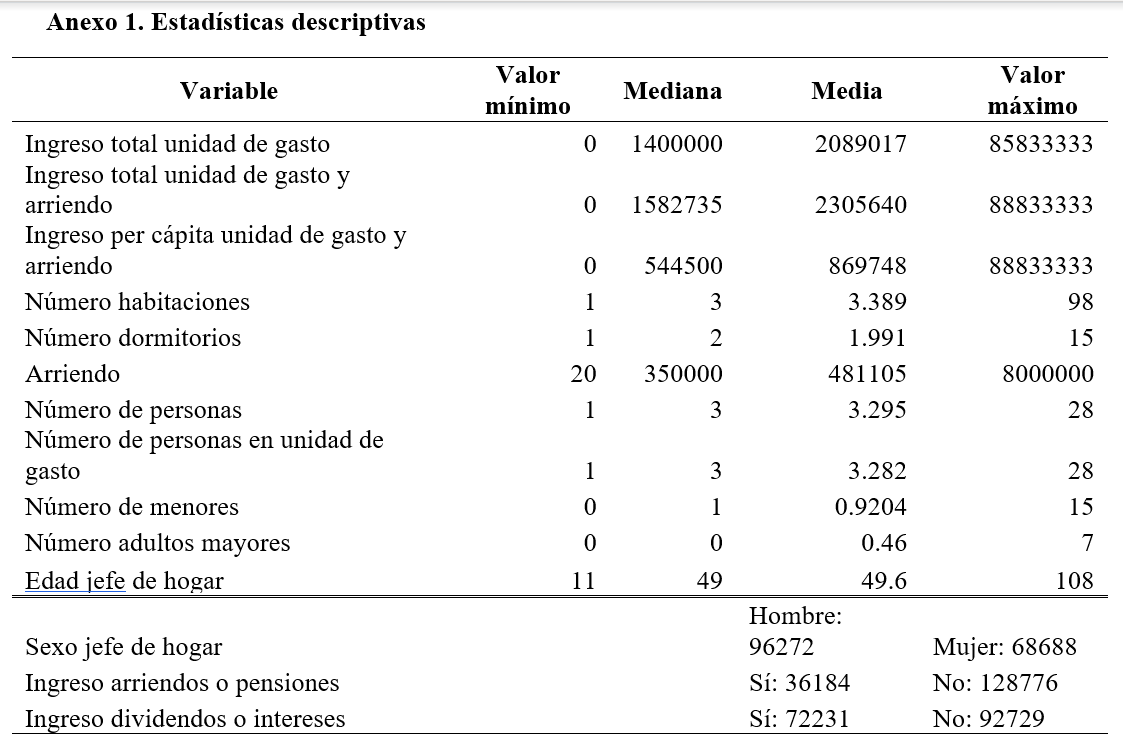 Anexo 1. Estadísticas descriptivas
Variable Valor mínimo Mediana Media Valor máximo
Ingreso total unidad de gasto 0 1400000 2089017 85833333
Ingreso total unidad de gasto y
arriendo 0 1582735 2305640 88833333
Ingreso per cápita unidad de gasto y
arriendo 0 544500 869748 88833333
Número habitaciones 1 3 3.389 98
Número dormitorios 1 2 1.991 15
Arriendo 20 350000 481105 8000000
Número de personas 1 3 3.295 28
Número de personas en unidad de
gasto 1 3 3.282 28
Número de menores 0 1 0.9204 15
Número adultos mayores 0 0 0.46 7
Edad jefe de hogar 11 49 49.6 108
Hombre:
Sexo jefe de hogar 96272 Mujer: 68688
Ingreso arriendos o pensiones Sí: 36184 No: 128776
Ingreso dividendos o intereses Sí: 72231 No: 92729